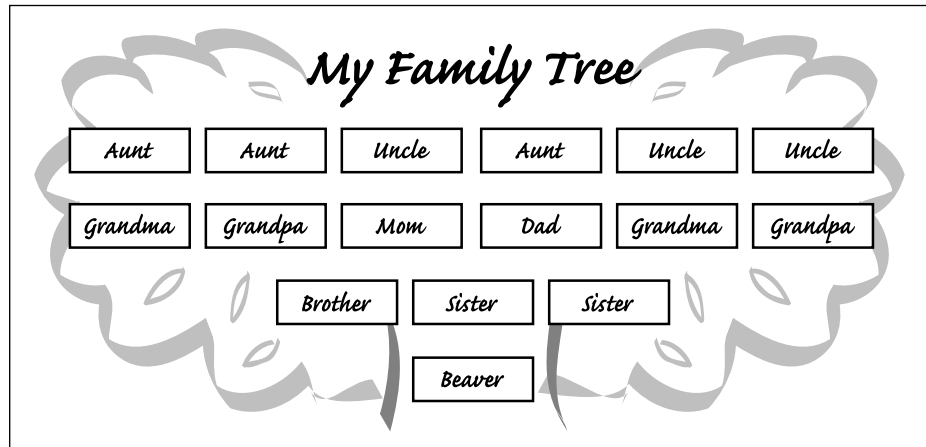 My Family Tree
Aunt Aunt Uncle Aunt Uncle Uncle
Grandma Grandpa Mom Dad Grandma Grandpa
Brother Sister Sister
Beaver